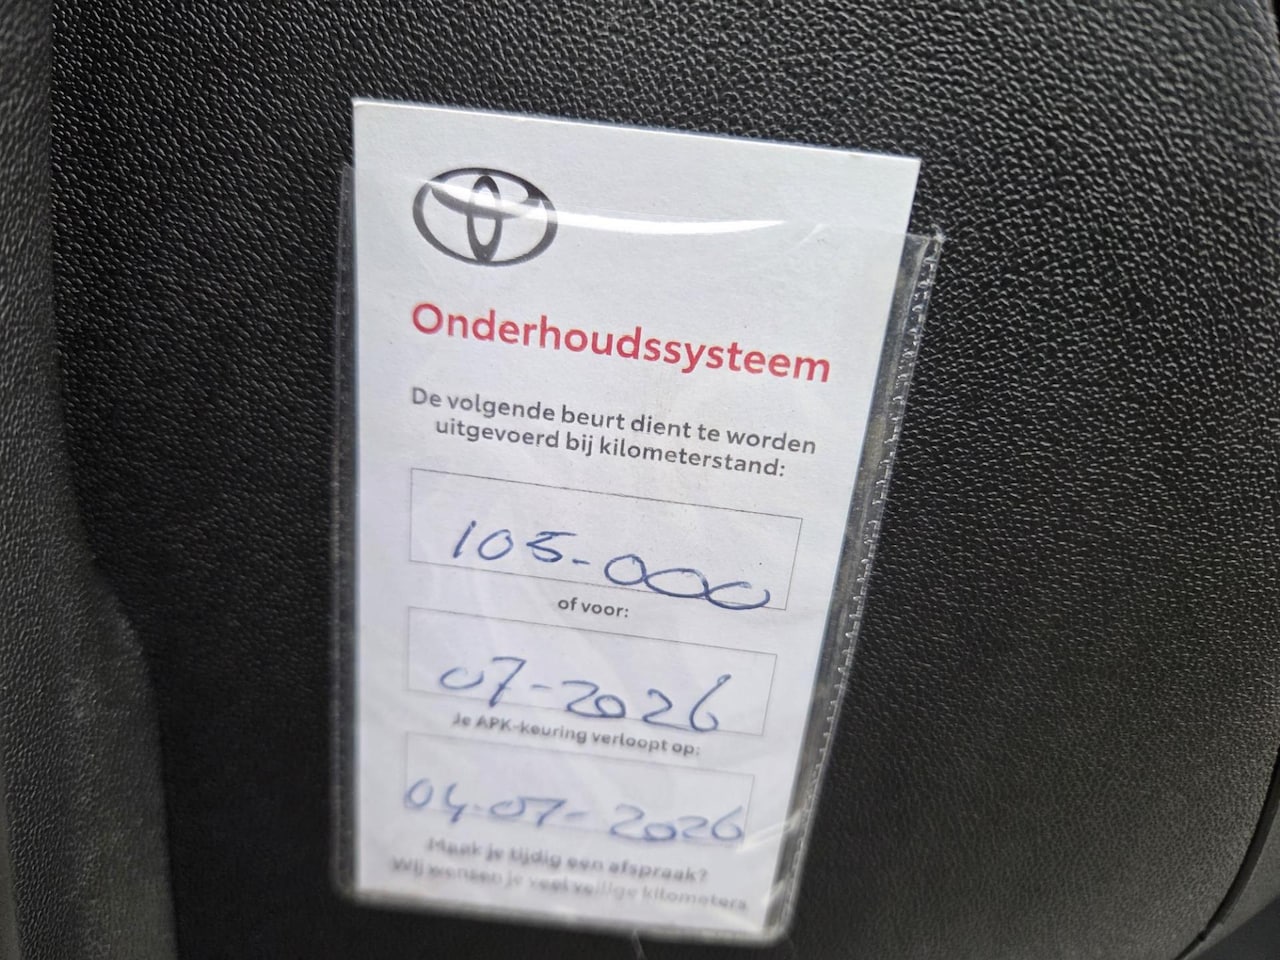 Onderhoudssysteem
De volgende beurt dient te worden
uitgevoerd bij kilometerstand:
105-000
of voor:
07-2026
Je APK-keuring verloopt op:
04-07-2026
Maak je tijdig een afspraak?
Wij wensen je veel veilige kilometers